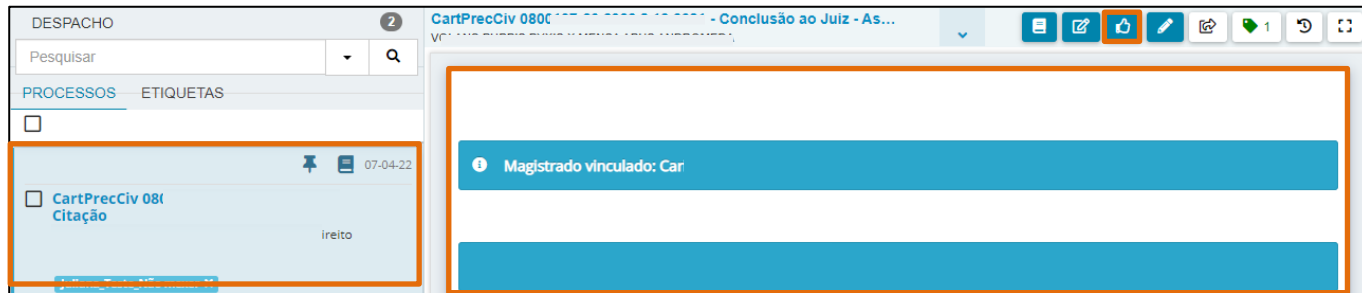 DESPACHO
2
Pesquisar
PROCESSOS ETIQUETAS
07-04-22
CartPrecCiv 080
Citação
ireito
CartPrecCiv 0800 - Conclusão ao Juiz - As...
1
Magistrado vinculado: Car